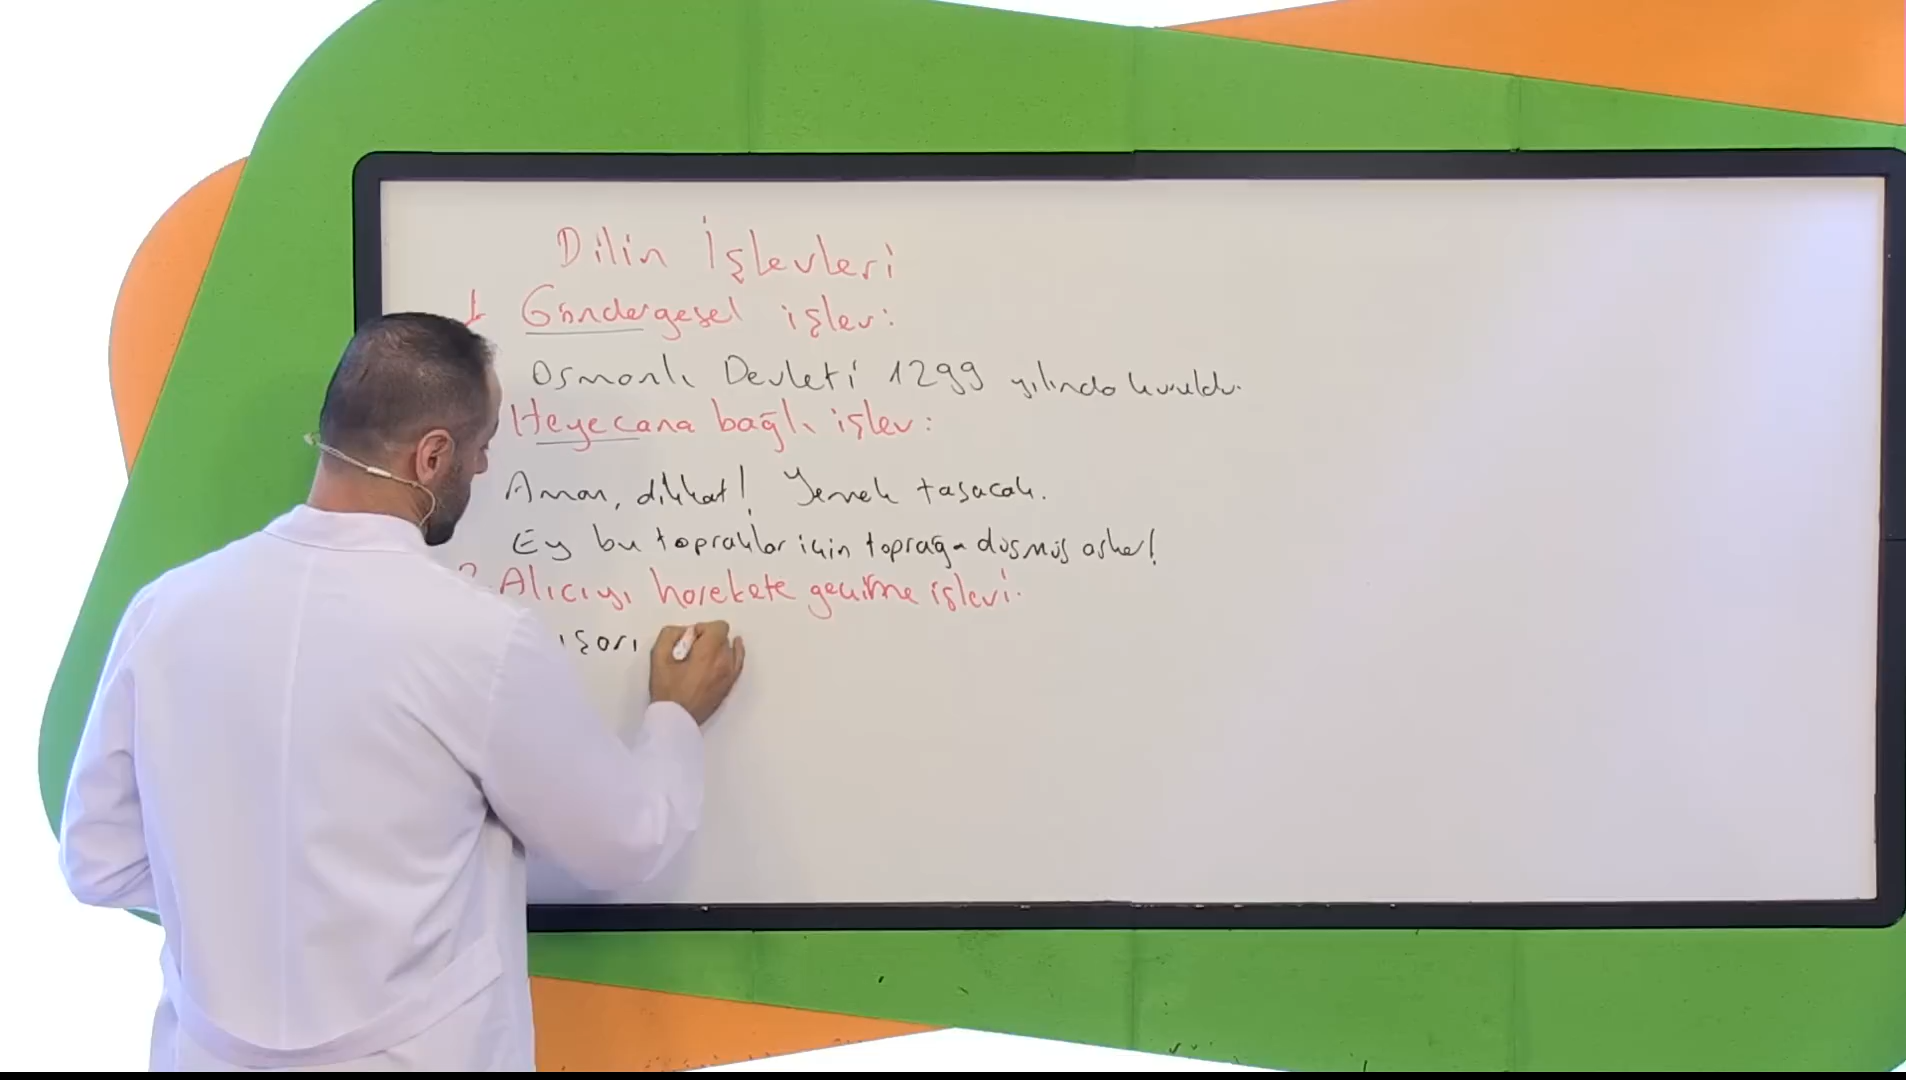 Dilin İşlevleri
Göndergesel işlev:
Osmanlı Devleti 1299 yılında kuruldu.
Heyecana bağlı işlev:
Aman, dikkat! Yemek taşacak.
Ey bu topraklar için toprağa düşmüş asker!
Alıcıyı harekete geçirme işlevi:
ışarı